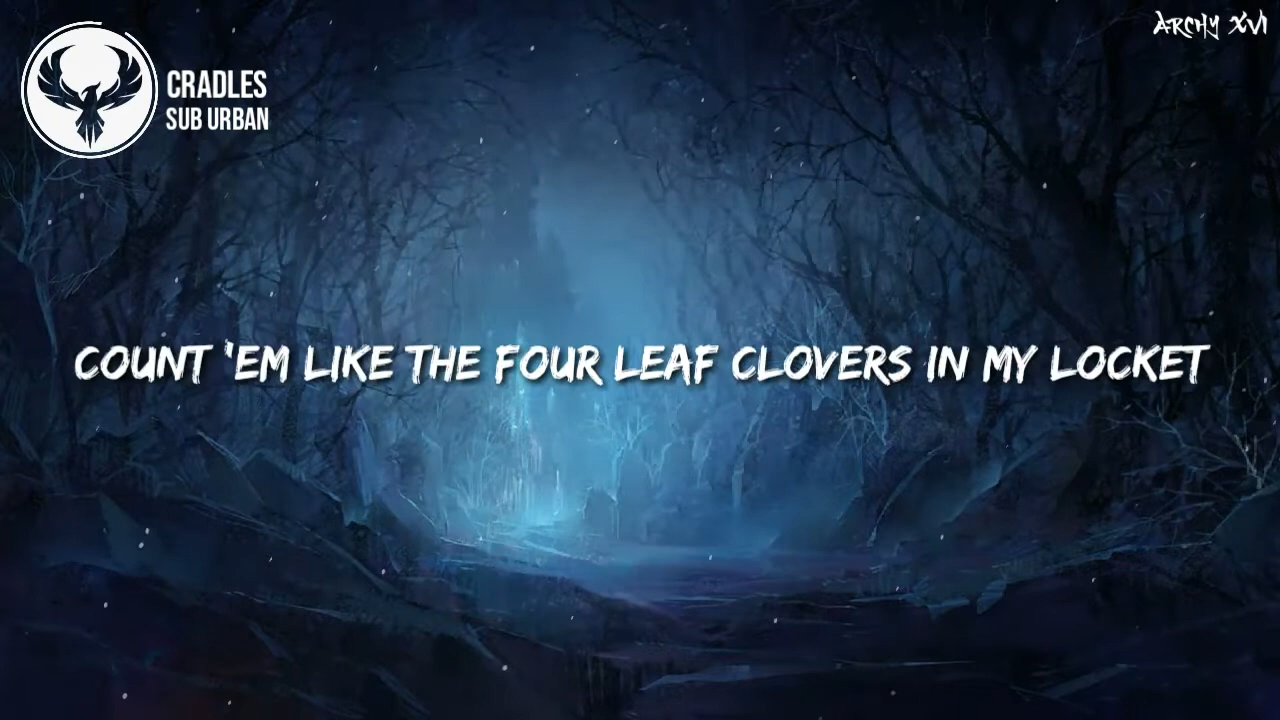 CRADLES
SUB URBAN
ARCHY XVI
COUNT 'EM LIKE THE FOUR LEAF CLOVERS IN MY LOCKET